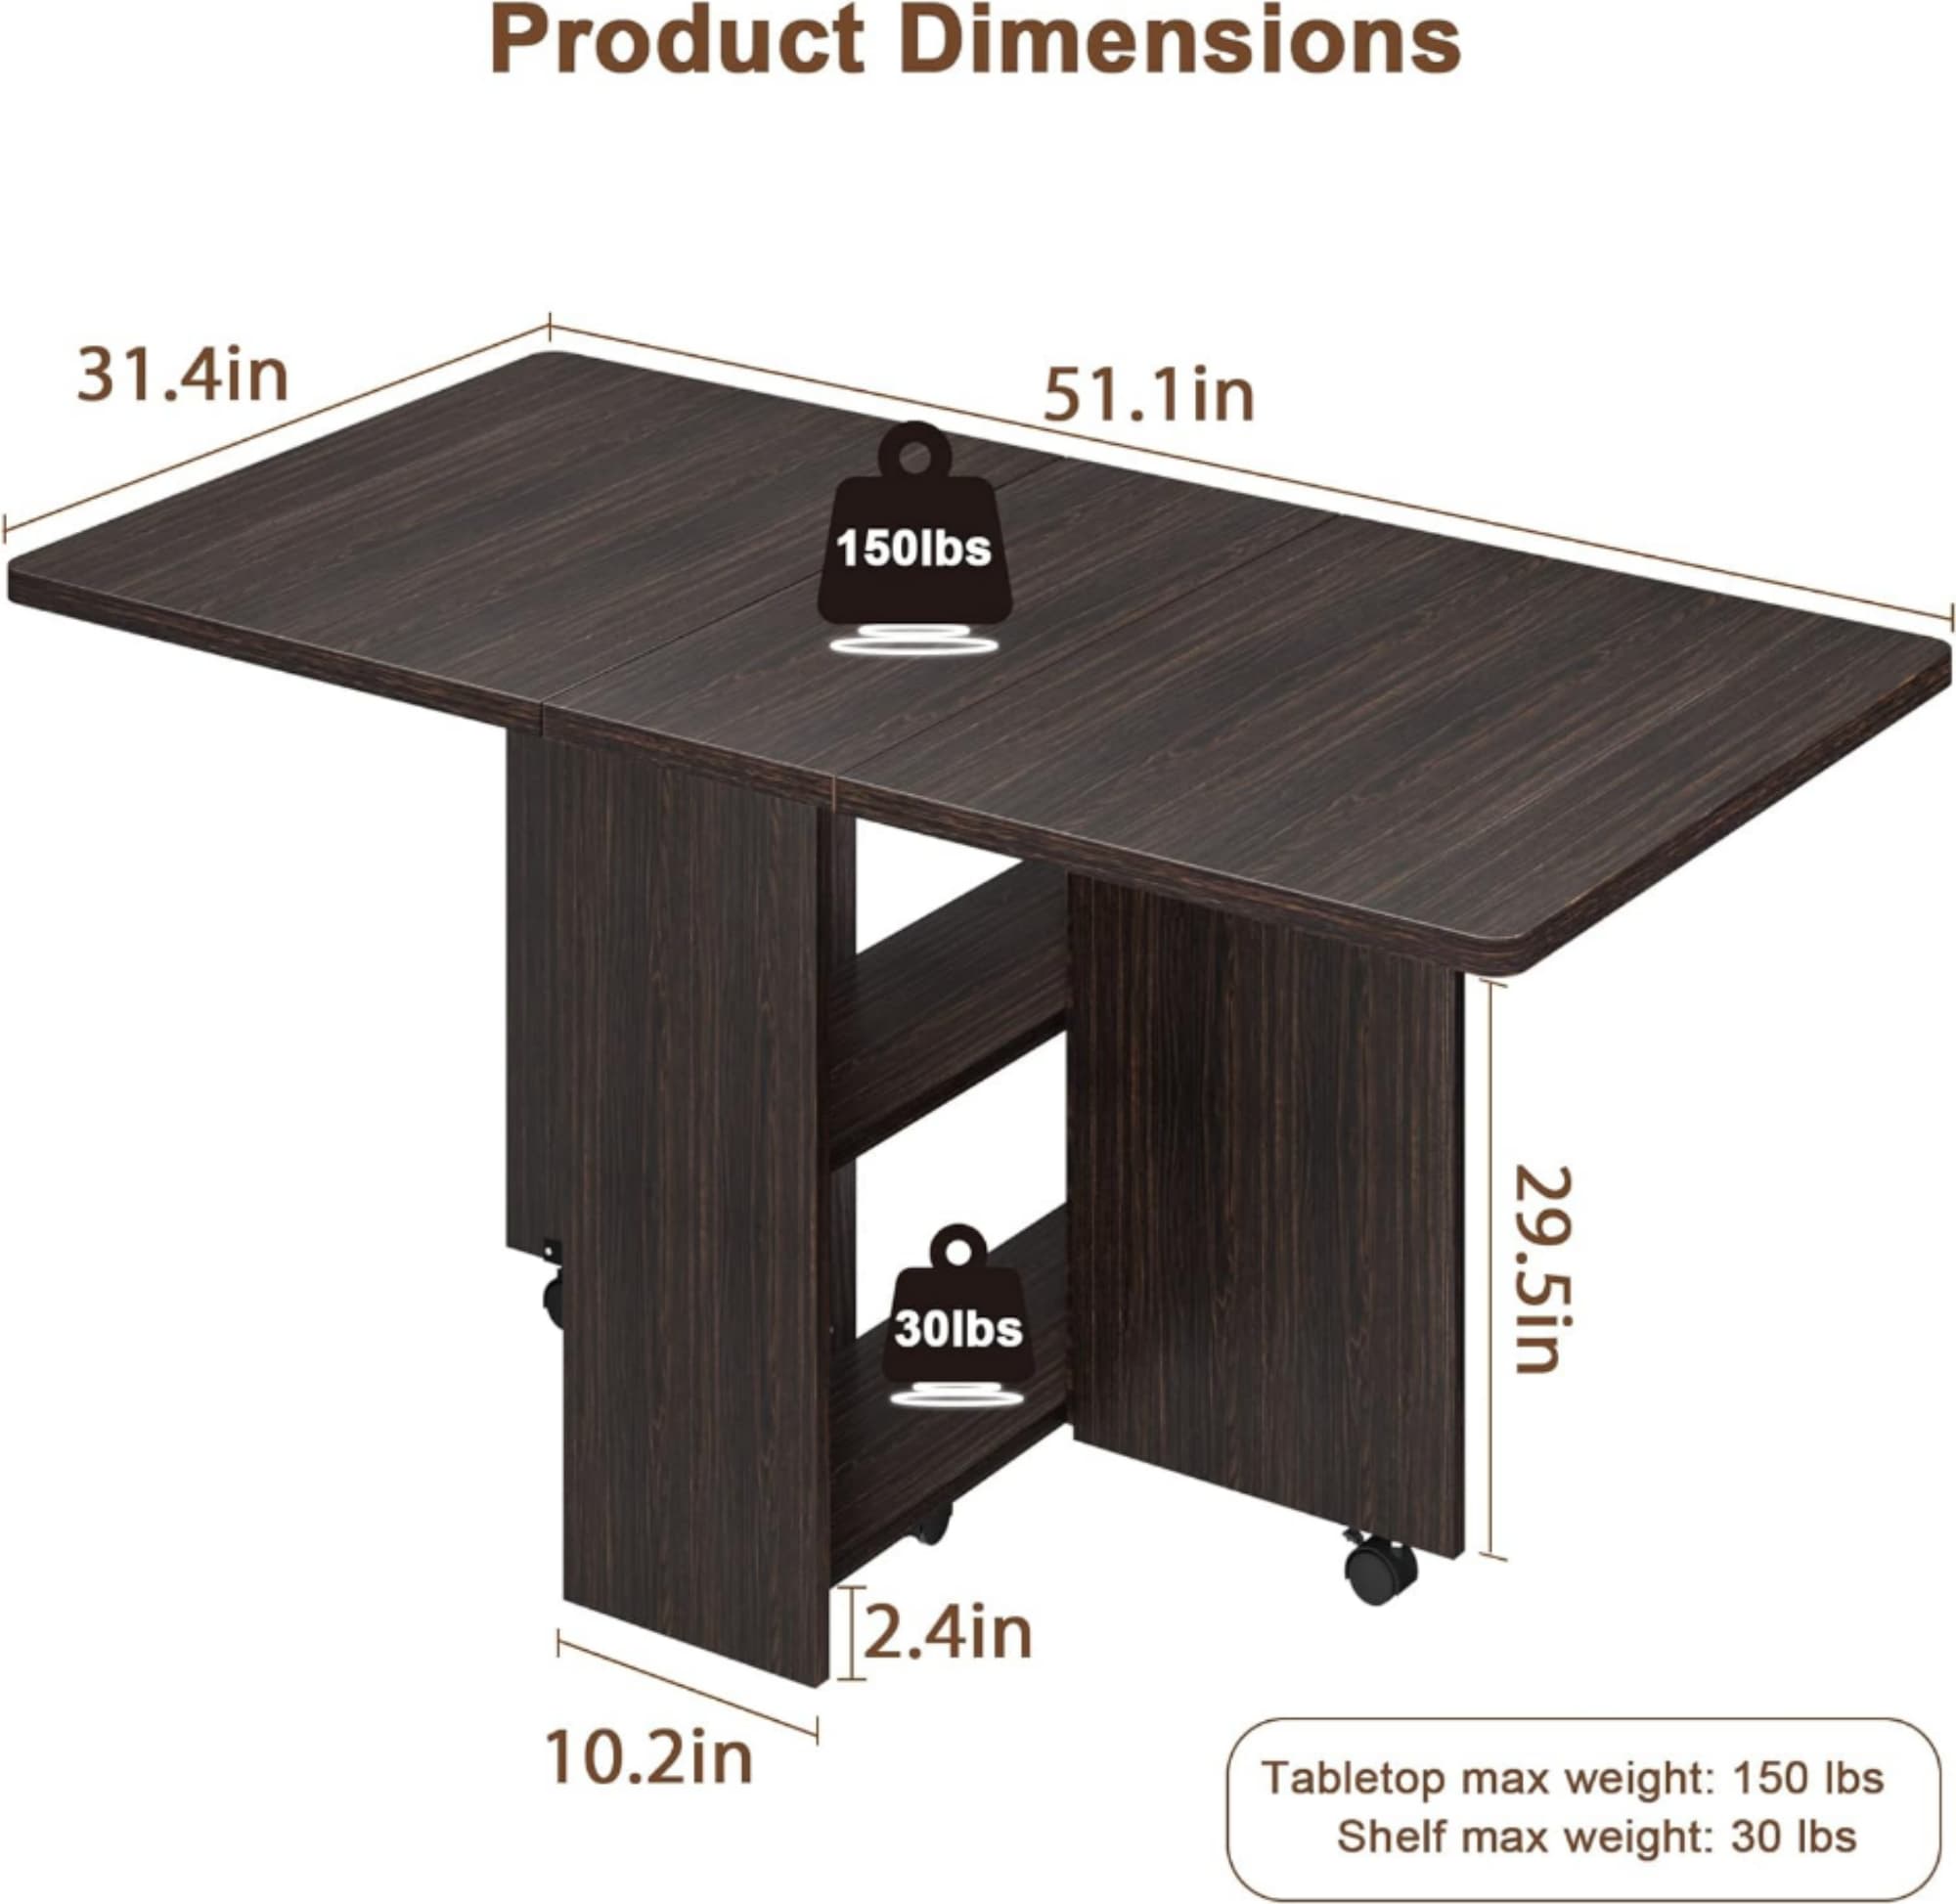 Product Dimensions
31.4in
51.1in
150lbs
29.5in
30lbs
2.4in
10.2in
Tabletop max weight: 150 lbs
Shelf max weight: 30 lbs